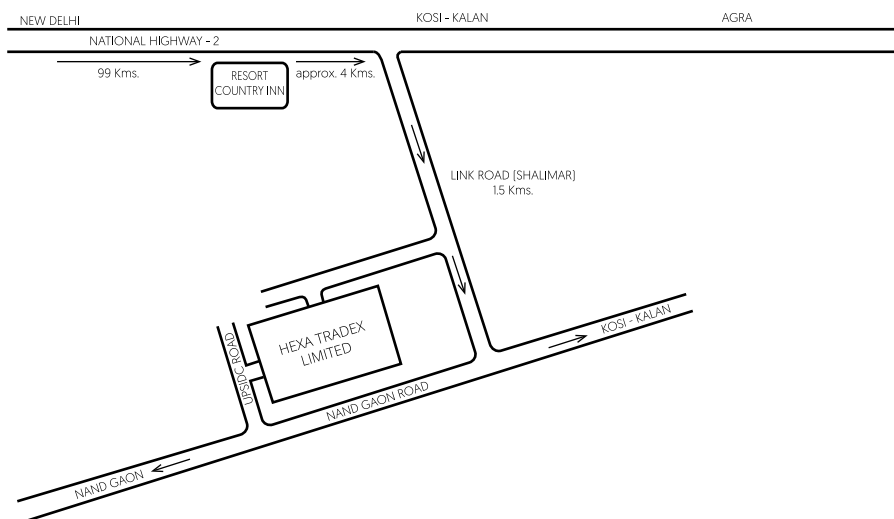 NEW DELHI
KOSI - KALAN
AGRA
NATIONAL HIGHWAY - 2
99 Kms.
RESORT
COUNTRY INN
approx. 4 Kms.
LINK ROAD (SHALIMAR)
1.5 Kms.
HEXA TRADEX
LIMITED
KOSI - KALAN
UPSIDC ROAD
NAND GAON ROAD
NAND GAON